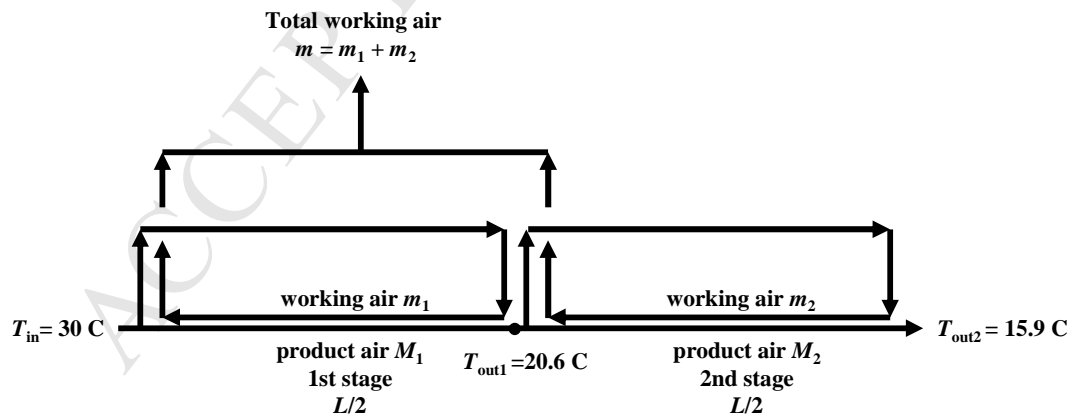 Total working air
m = m1 + m2
working air m1
working air m2
Tin= 30 C
Tout2 = 15.9 C
product air M1
1st stage
L/2
Tout1 =20.6 C
product air M2
2nd stage
L/2